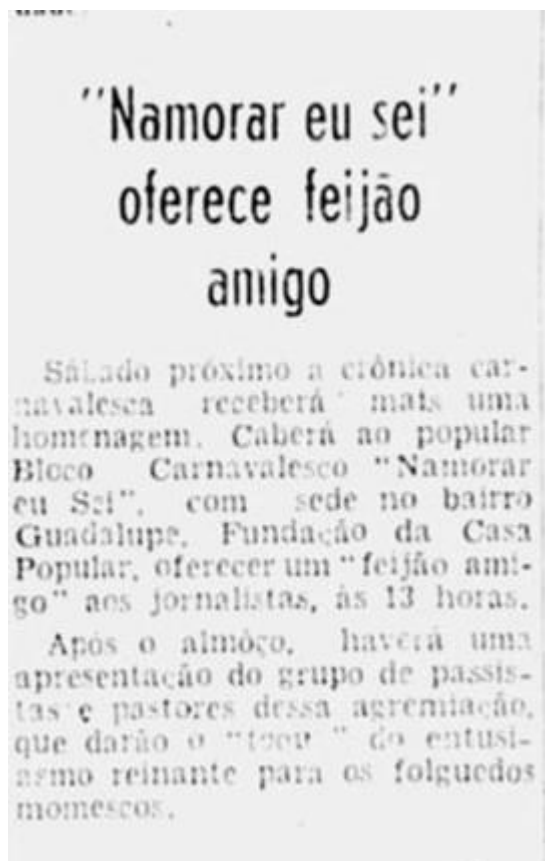 "Namorar eu sei"
oferece feijão
amigo
Sábado próximo a crônica car-
navalesca receberá mais uma
homenagem. Caberá ao popular
Bloco Carnavalesco "Namorar
eu Sei", com sede no bairro
Guadalupe, Fundação da Casa
Popular, oferecer um "feijão ami-
go" aos jornalistas, às 13 horas.
Após o almôço, haverá uma
apresentação do grupo de passis-
tas e pastores dessa agremiação,
que darão o " " do entusi-
asmo reinante para os folguedos
momescos.